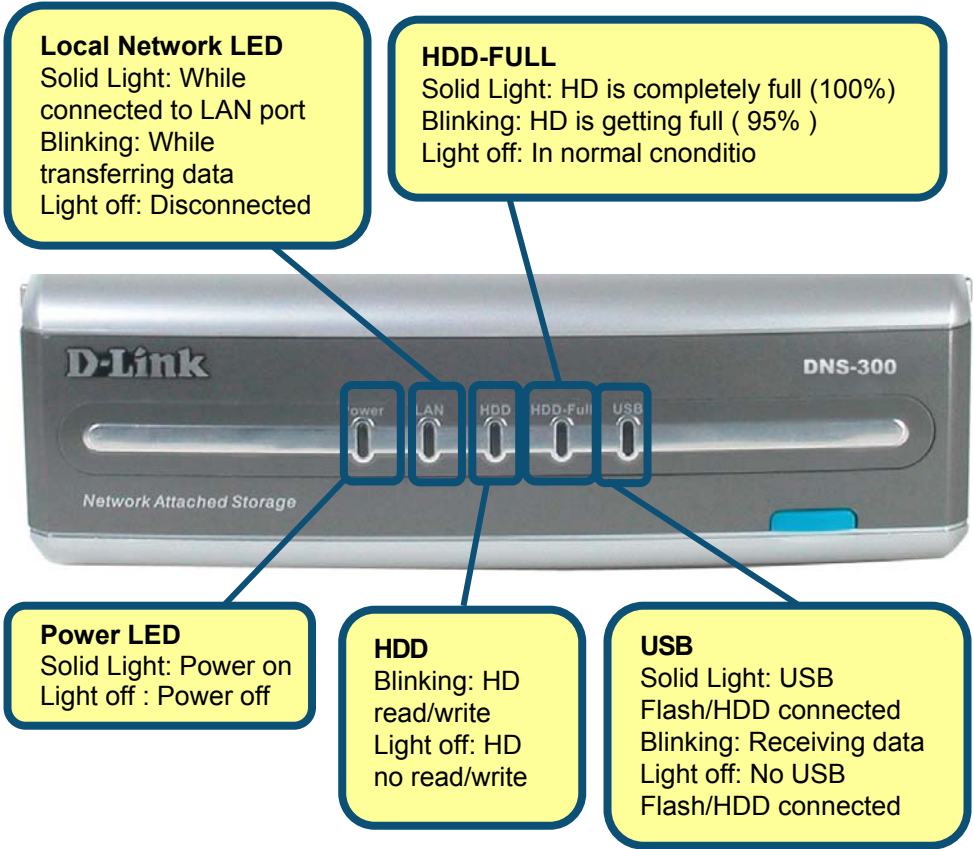 Local Network LED
Solid Light: While
connected to LAN port
Blinking: While
transferring data
Light off: Disconnected
HDD-FULL
Solid Light: HD is completely full (100%)
Blinking: HD is getting full ( 95% )
Light off: In normal cnonditio
D-Link
DNS-300
Power LAN HDD HDD-Full USB
Network Attached Storage
Power LED
Solid Light: Power on
Light off : Power off
HDD
Blinking: HD
read/write
Light off: HD
no read/write
USB
Solid Light: USB
Flash/HDD connected
Blinking: Receiving data
Light off: No USB
Flash/HDD connected